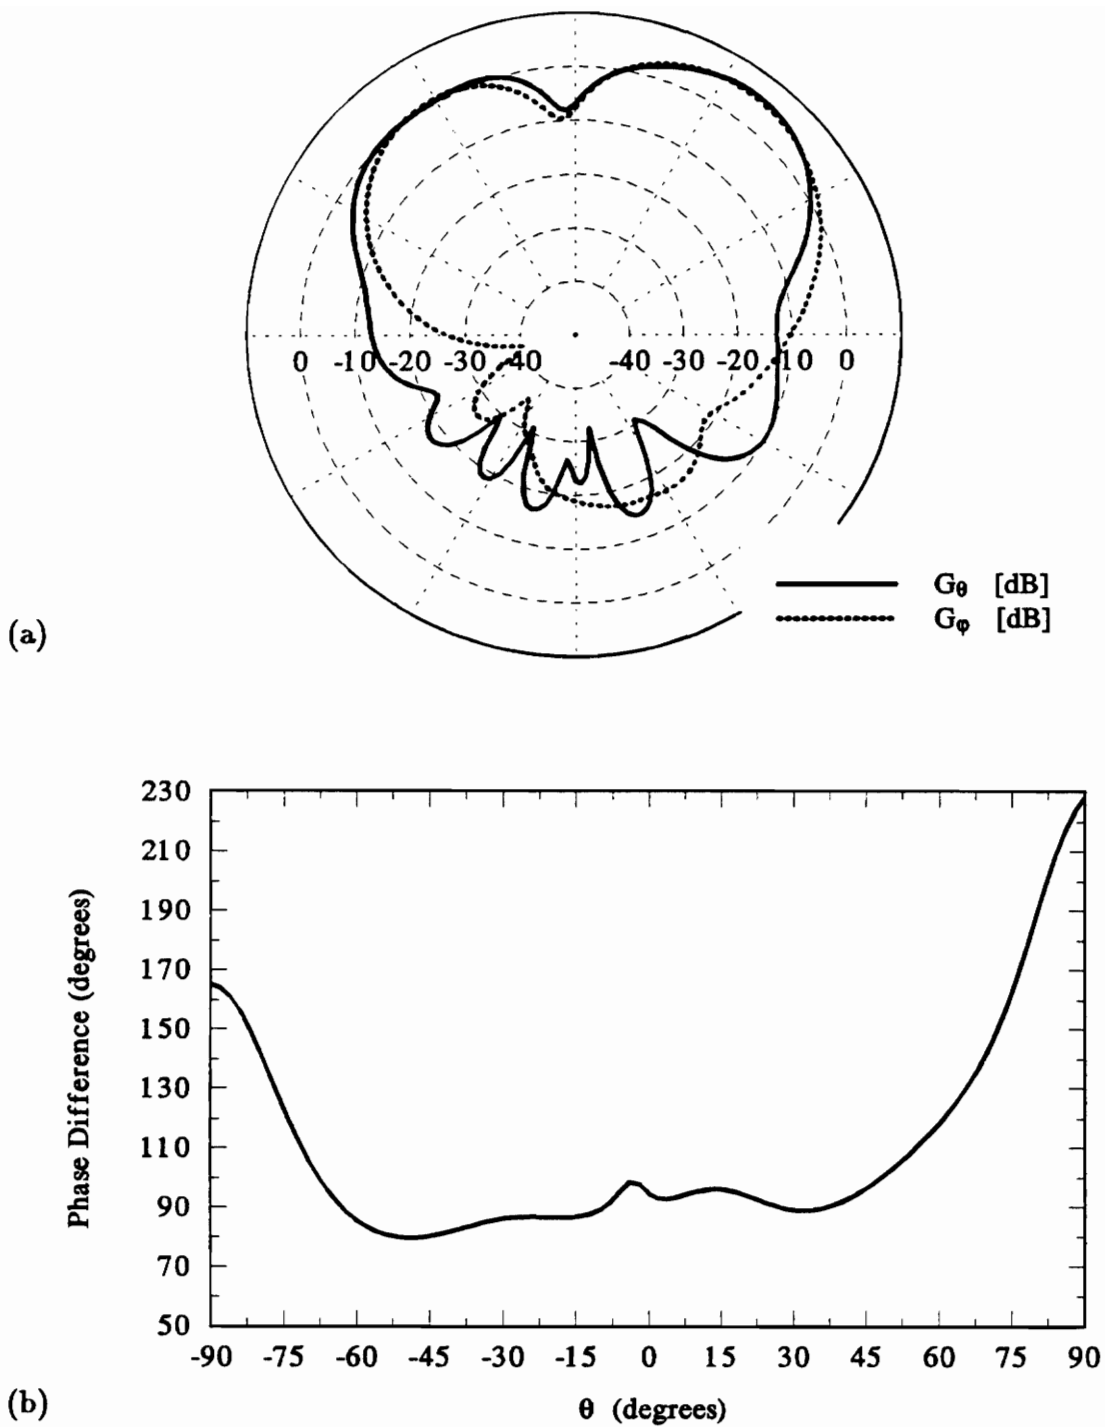 0 -10 -20 -30 -40 -40 -30 -20 -10 0
Gθ [dB]
Gφ [dB]
(a)
230
210
190
170
150
130
110
90
70
50
Phase Difference (degrees)
-90 -75 -60 -45 -30 -15 0 15 30 45 60 75 90
θ (degrees)
(b)